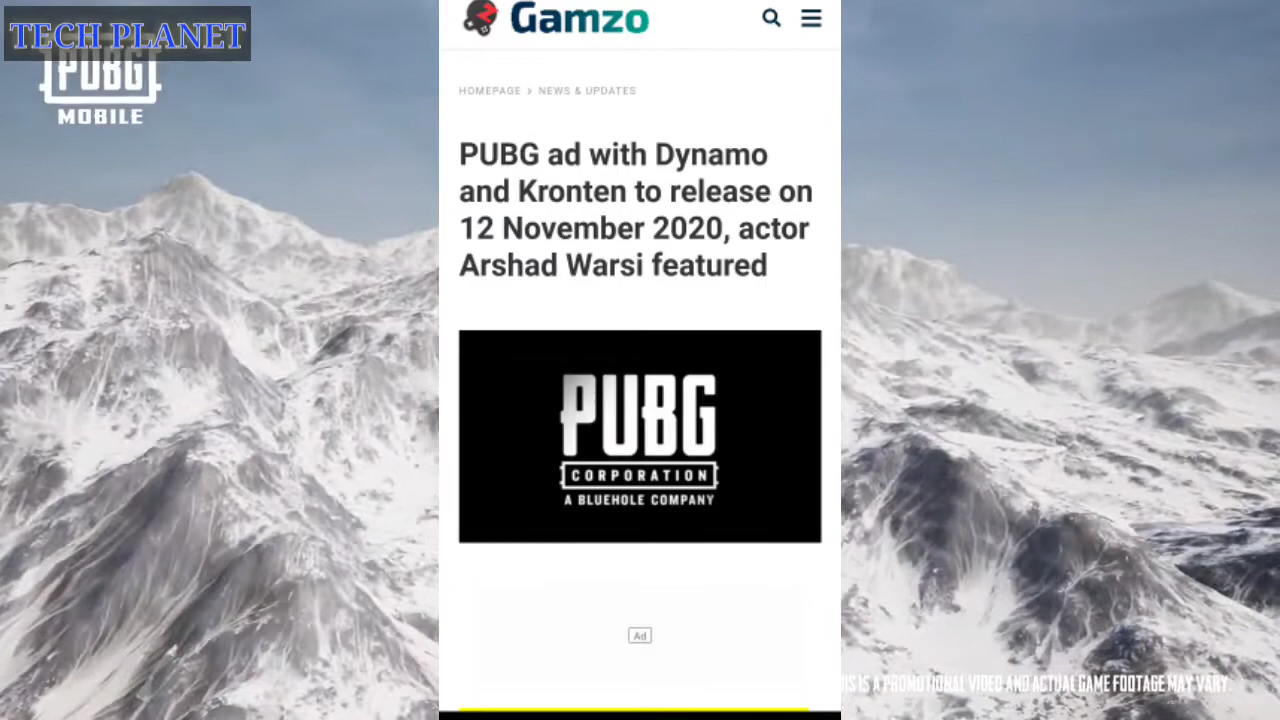 TECH PLANET
PUBG
MOBILE
Gamzo
HOMEPAGE › NEWS & UPDATES
PUBG ad with Dynamo
and Kronten to release on
12 November 2020, actor
Arshad Warsi featured
PUBG
CORPORATION
A BLUEHOLE COMPANY
Ad
IS A PROMOTIONAL VIDEO AND ACTUAL GAME FOOTAGE MAY VARY.